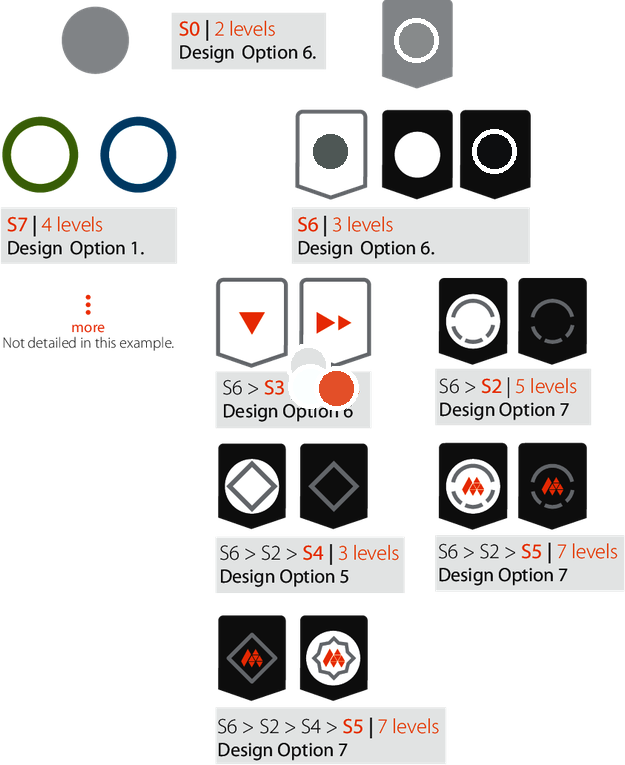 S0 | 2 levels
Design Option 6.
S7 | 4 levels
Design Option 1.
S6 | 3 levels
Design Option 6.
more
Not detailed in this example.
S6 > S3
Design Option 6
S6 > S2 | 5 levels
Design Option 7
S6 > S2 > S4 | 3 levels
Design Option 5
S6 > S2 > S5 | 7 levels
Design Option 7
S6 > S2 > S4 > S5 | 7 levels
Design Option 7